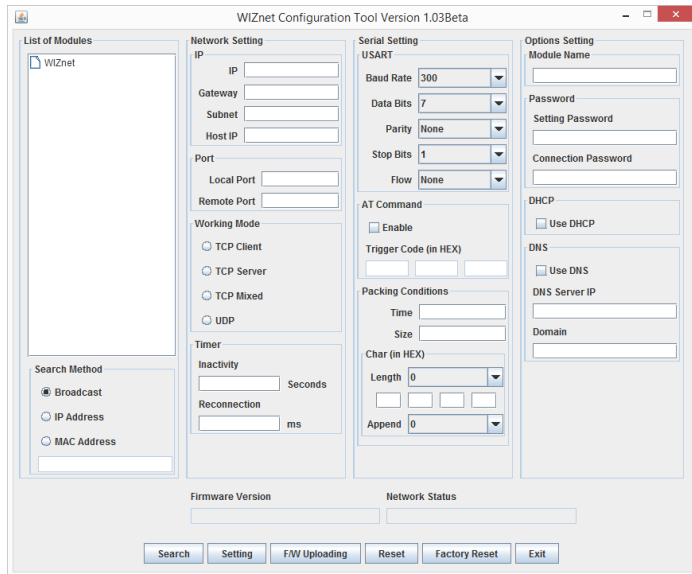 WIZnet Configuration Tool Version 1.03Beta
List of Modules
WIZnet
Search Method
Broadcast
IP Address
MAC Address
Network Setting
IP
IP
Gateway
Subnet
Host IP
Port
Local Port
Remote Port
Working Mode
TCP Client
TCP Server
TCP Mixed
UDP
Timer
Inactivity
Seconds
Reconnection
ms
Serial Setting
USART
Baud Rate 300
Data Bits 7
Parity None
Stop Bits 1
Flow None
AT Command
Enable
Trigger Code (in HEX)
Packing Conditions
Time
Size
Char (in HEX)
Length 0
Append 0
Options Setting
Module Name
Password
Setting Password
Connection Password
DHCP
Use DHCP
DNS
Use DNS
DNS Server IP
Domain
Firmware Version
Network Status
Search Setting F/W Uploading Reset Factory Reset Exit